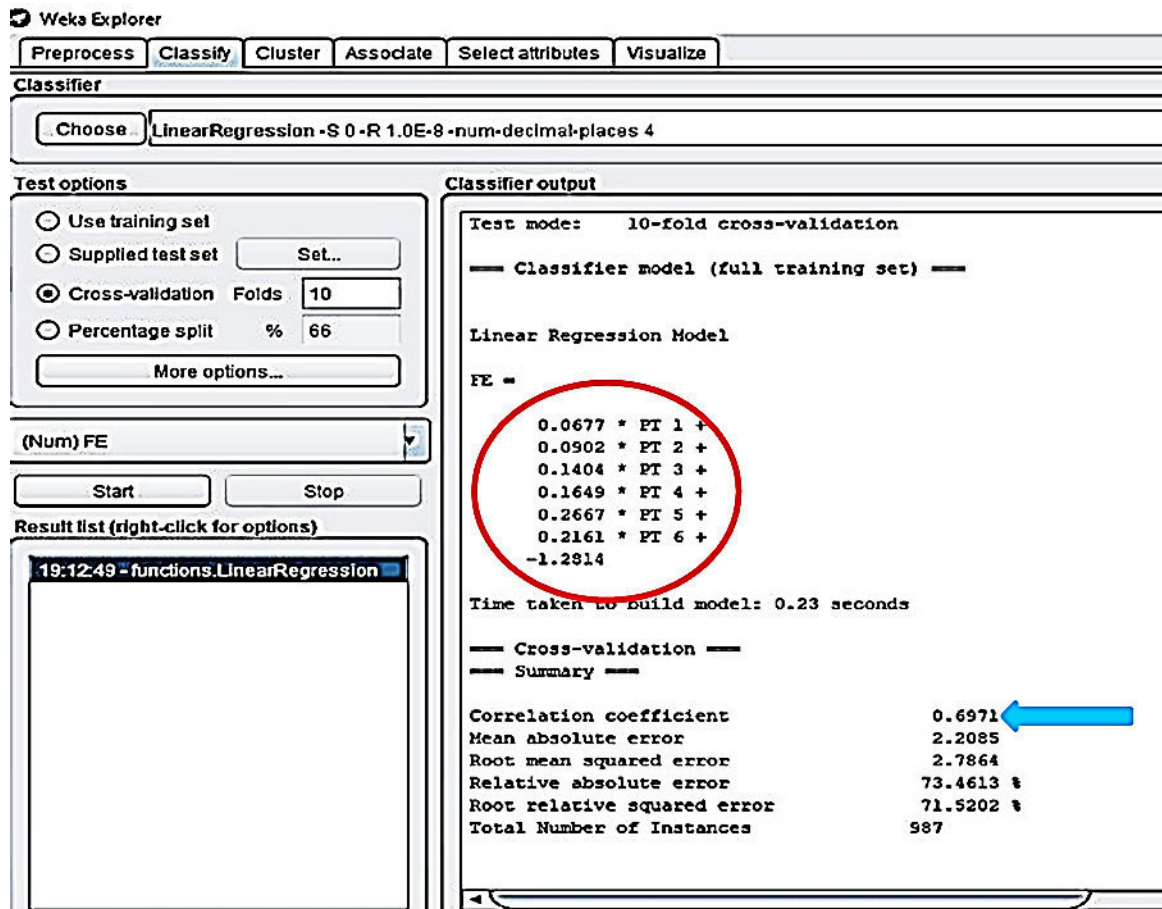 Weka Explorer
Preprocess Classify Cluster Associate Select attributes Visualize
Classifier
Choose LinearRegression -S 0 -R 1.0E-8 -num-decimal-places 4
Test options
Use training set
Supplied test set Set...
Cross-validation Folds 10
Percentage split % 66
More options...
(Num) FE
Start Stop
Result list (right-click for options)
19:12:49 - functions.LinearRegression
Classifier output
Test mode: 10-fold cross-validation
=== Classifier model (full training set) ===
Linear Regression Model
FE =
0.0677 * PT 1 +
0.0902 * PT 2 +
0.1404 * PT 3 +
0.1649 * PT 4 +
0.2667 * PT 5 +
0.2161 * PT 6 +
-1.2814
Time taken to build model: 0.23 seconds
=== Cross-validation ===
=== Summary ===
Correlation coefficient 0.6971
Mean absolute error 2.2085
Root mean squared error 2.7864
Relative absolute error 73.4613 %
Root relative squared error 71.5202 %
Total Number of Instances 987